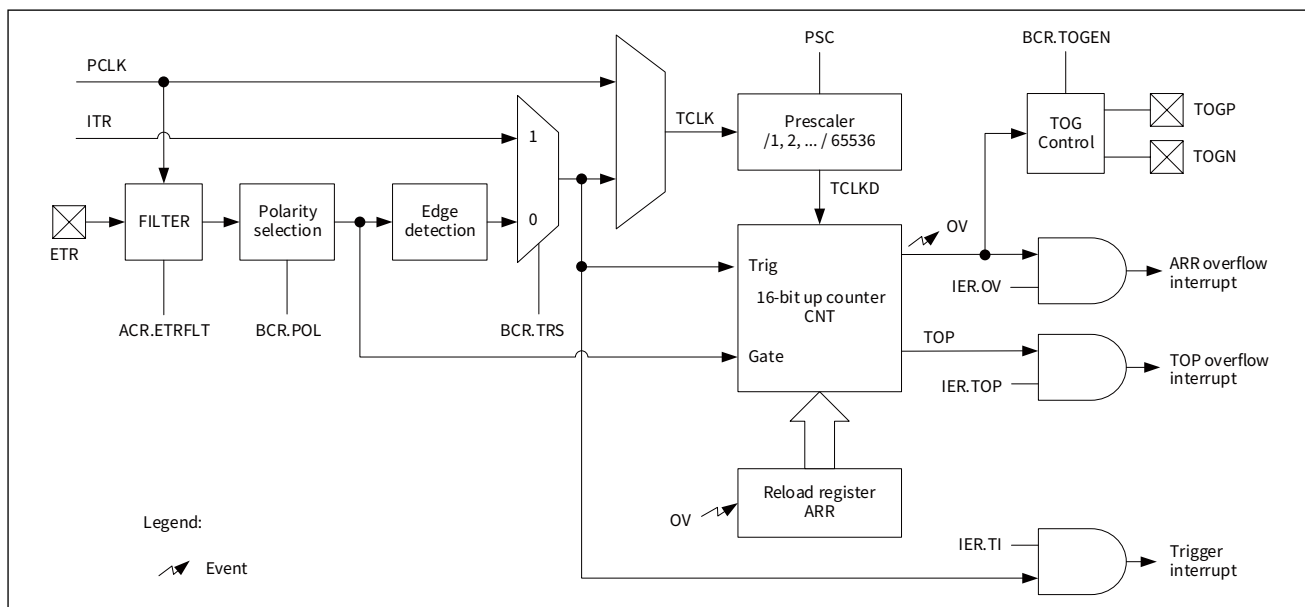 PSC
BCR.TOGEN
PCLK
ITR
1
0
TCLK
Prescaler
/1, 2, ... / 65536
TOG
Control
TOGP
TOGN
TCLKD
ETR
FILTER
Polarity
selection
Edge
detection
OV
Trig
16-bit up counter
CNT
Gate
IER.OV
ARR overflow
interrupt
ACR.ETRFLT
BCR.POL
BCR.TRS
TOP
IER.TOP
TOP overflow
interrupt
Reload register
ARR
OV
Legend:
Event
IER.TI
Trigger
interrupt